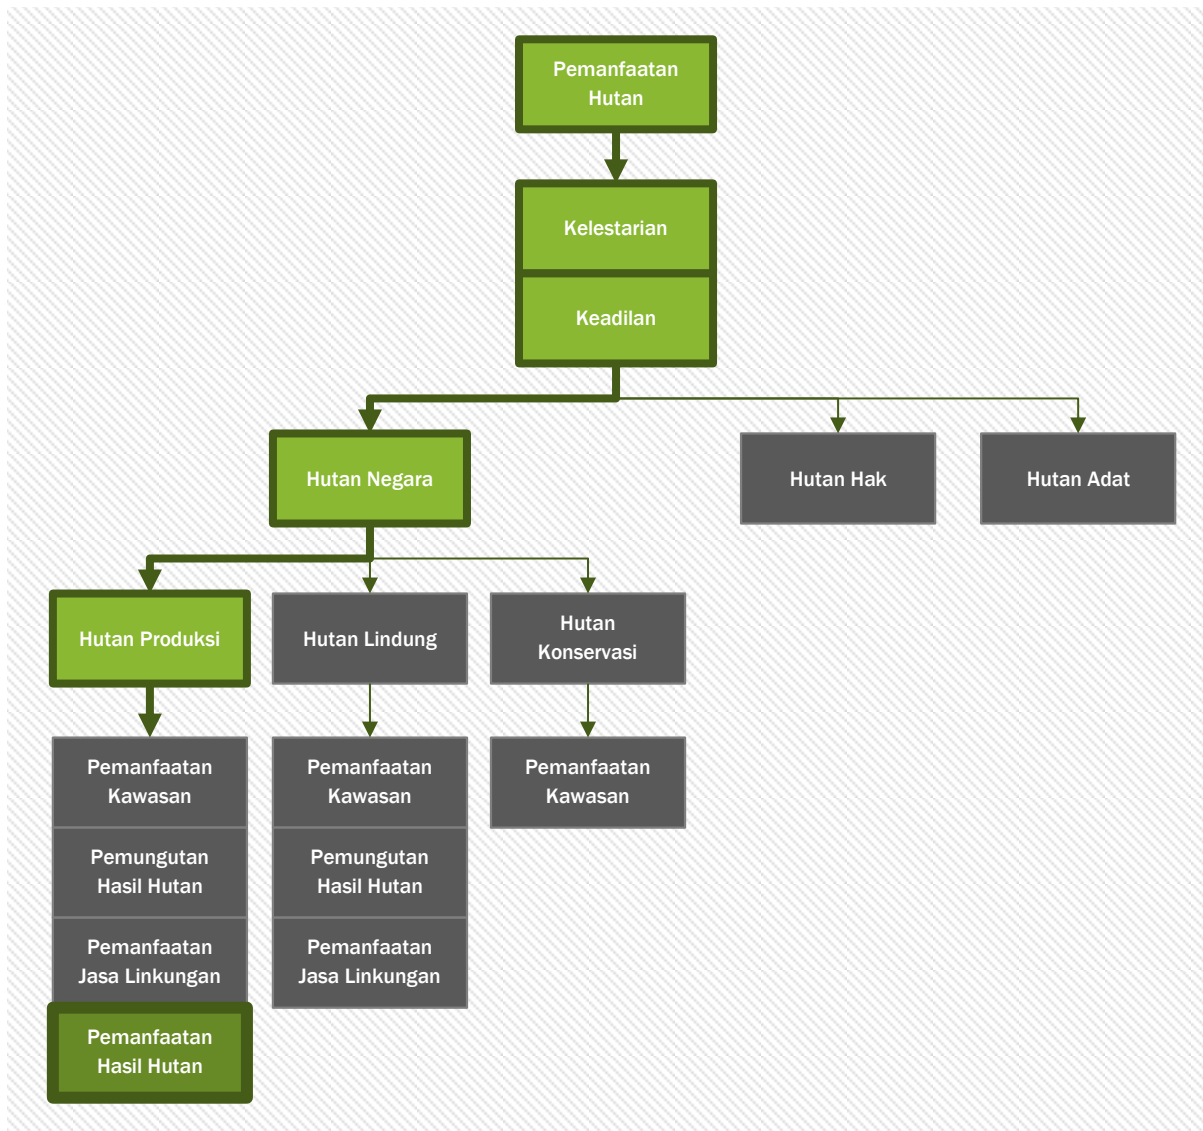 Pemanfaatan
Hutan
Kelestarian
Keadilan
Hutan Negara
Hutan Hak
Hutan Adat
Hutan Produksi
Hutan Lindung
Hutan
Konservasi
Pemanfaatan
Kawasan
Pemungutan
Hasil Hutan
Pemanfaatan
Jasa Linkungan
Pemanfaatan
Hasil Hutan
Pemanfaatan
Kawasan
Pemungutan
Hasil Hutan
Pemanfaatan
Jasa Linkungan
Pemanfaatan
Kawasan